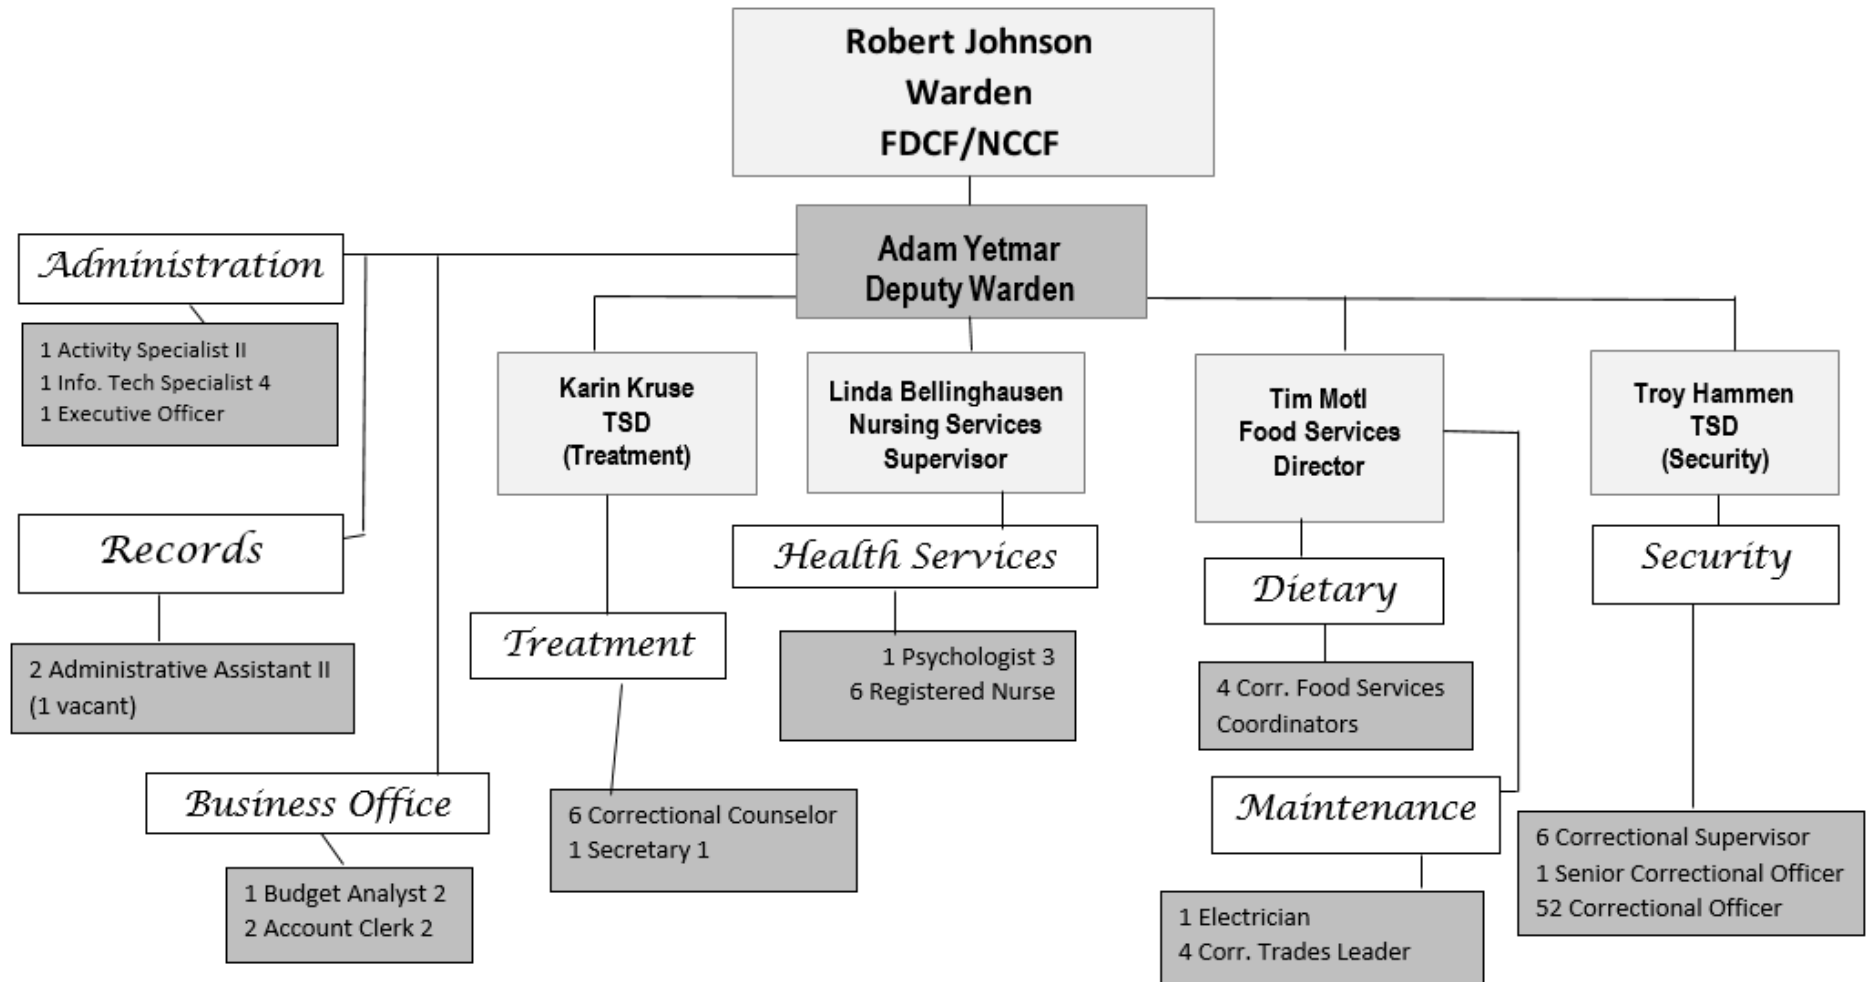 Robert Johnson
Warden
FDCF/NCCF
Adam Yetmar
Deputy Warden
Administration
1 Activity Specialist II
1 Info. Tech Specialist 4
1 Executive Officer
Records
2 Administrative Assistant II
(1 vacant)
Business Office
1 Budget Analyst 2
2 Account Clerk 2
Karin Kruse
TSD
(Treatment)
Treatment
6 Correctional Counselor
1 Secretary 1
Linda Bellinghausen
Nursing Services
Supervisor
Health Services
1 Psychologist 3
6 Registered Nurse
Tim Motl
Food Services
Director
Dietary
4 Corr. Food Services
Coordinators
Maintenance
1 Electrician
4 Corr. Trades Leader
Troy Hammen
TSD
(Security)
Security
6 Correctional Supervisor
1 Senior Correctional Officer
52 Correctional Officer